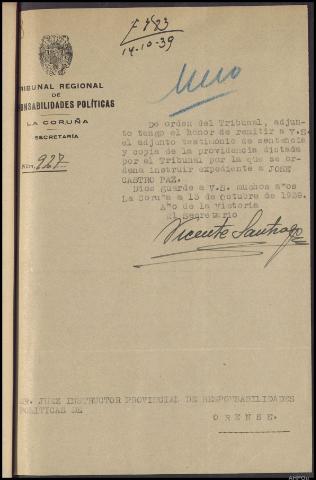 F 783
14-10-39
TRIBUNAL REGIONAL
DE
RESPONSABILIDADES POLÍTICAS
LA CORUÑA
SECRETARÍA
Núm. 927
De orden del Tribunal, adjun-
to tengo el honor de remitir a V.S.
el adjunto testimonio de sentencia
y copia de la providencia dictada
por el Tribunal por la que se or-
dena instruir expediente a JOSE
CASTRO PAZ.
Dios guarde a V.S. muchos años
La Coruña a 13 de octubre de 1939.
Año de la Victoria
El Secretario
Vicente Santiago
SR. JUEZ INSTRUCTOR PROVINCIAL DE RESPONSABILIDADES
POLITICAS DE
ORENSE.
AHPOu